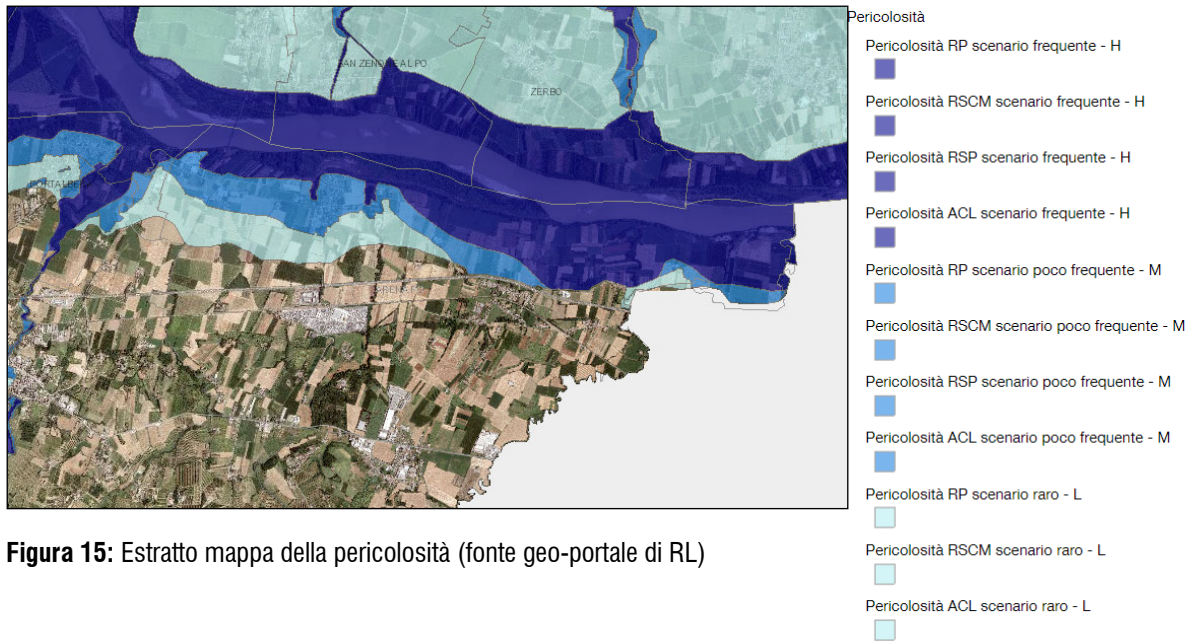 SAN ZENONE AL PO
ZERBO
Pericolosità
Pericolosità RP scenario frequente - H
Pericolosità RSCM scenario frequente - H
Pericolosità RSP scenario frequente - H
Pericolosità ACL scenario frequente - H
Pericolosità RP scenario poco frequente - M
Pericolosità RSCM scenario poco frequente - M
Pericolosità RSP scenario poco frequente - M
Pericolosità ACL scenario poco frequente - M
Pericolosità RP scenario raro - L
Pericolosità RSCM scenario raro - L
Pericolosità ACL scenario raro - L
Figura 15: Estratto mappa della pericolosità (fonte geo-portale di RL)